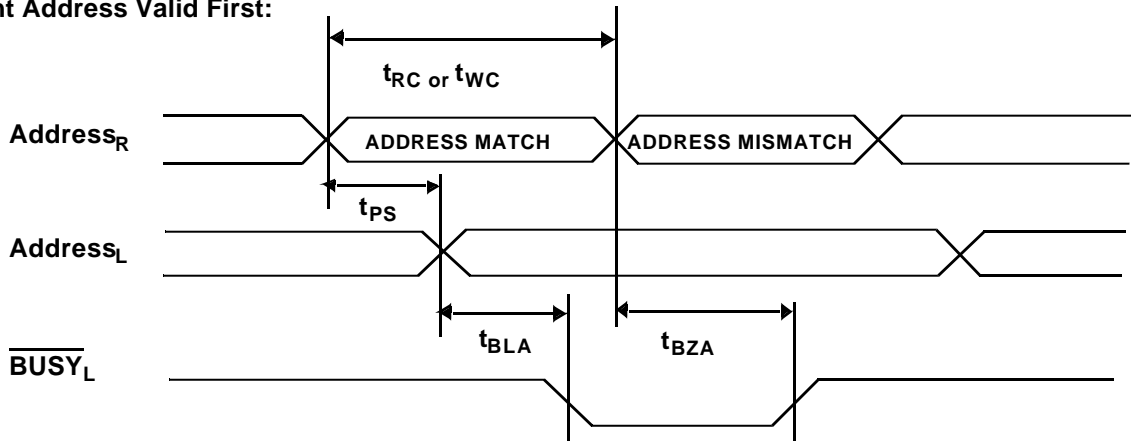 nt Address Valid First:
tRC or tWC
AddressR
ADDRESS MATCH
ADDRESS MISMATCH
tPS
AddressL
tBLA
tBZA
BUSYL